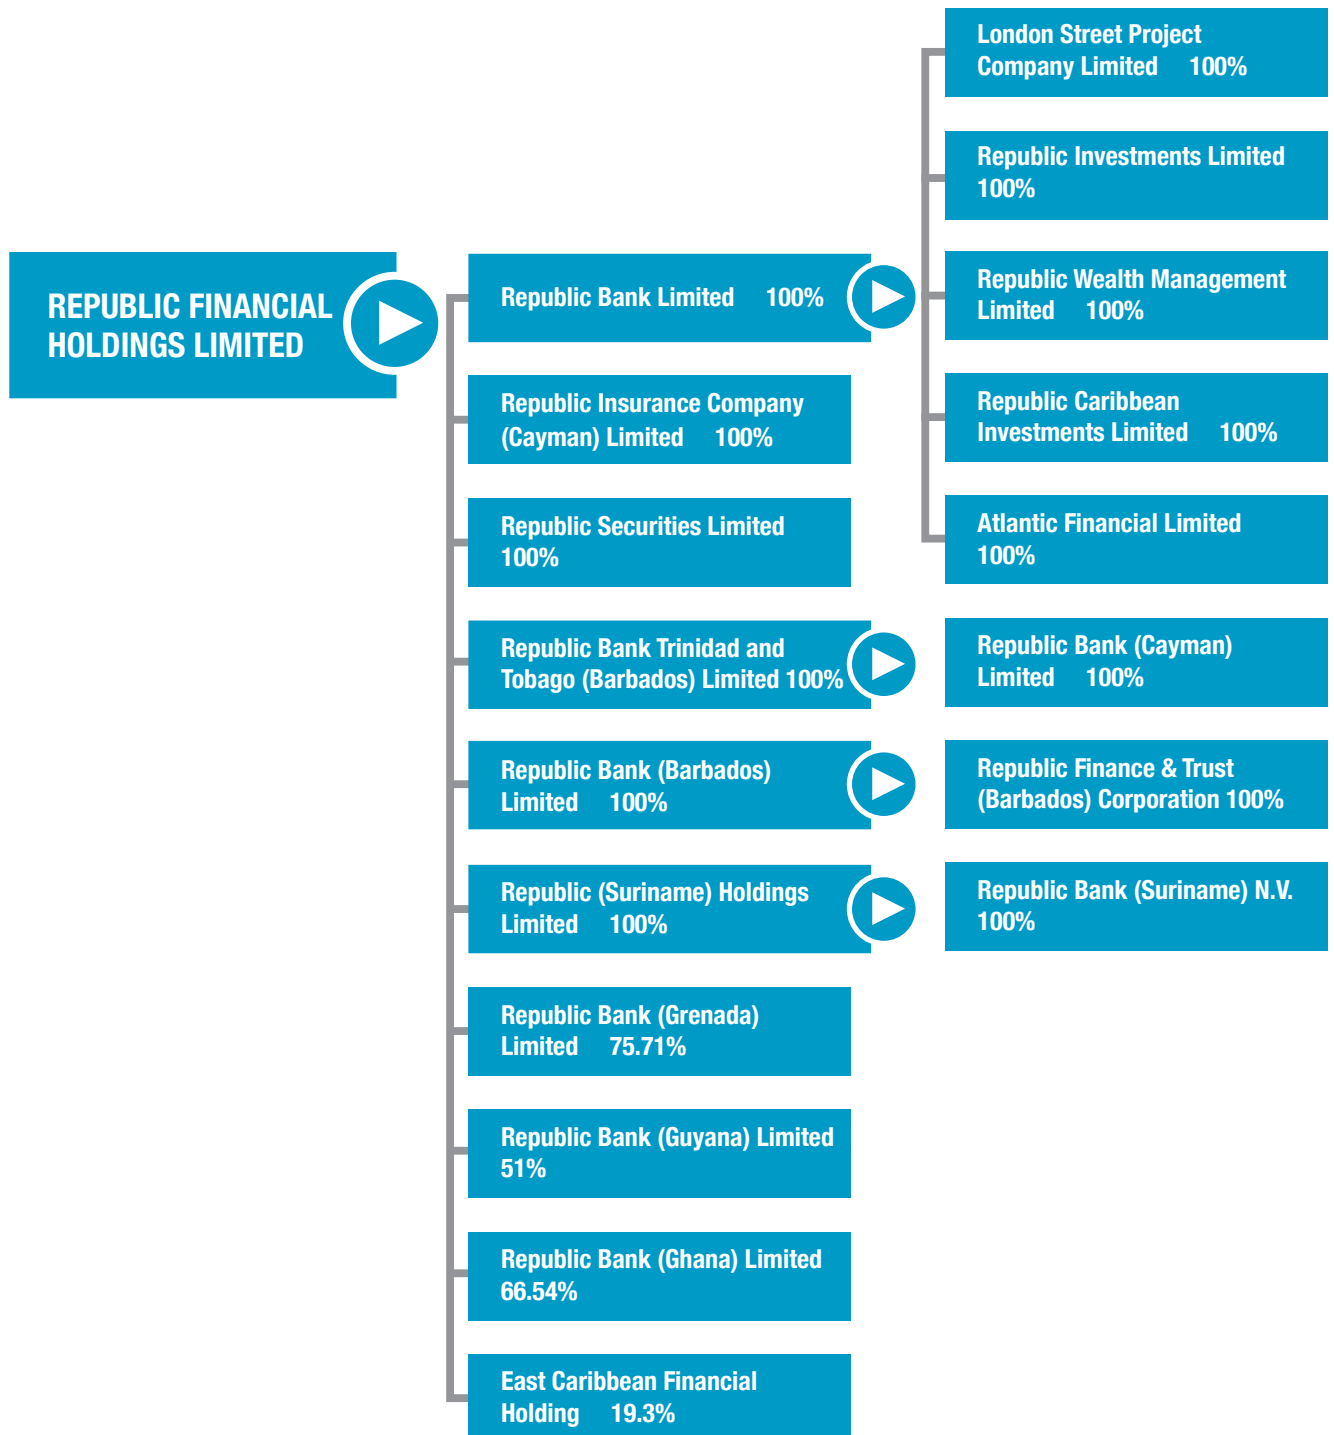 REPUBLIC FINANCIAL
HOLDINGS LIMITED
Republic Bank Limited 100%
Republic Insurance Company
(Cayman) Limited 100%
Republic Securities Limited
100%
Republic Bank Trinidad and
Tobago (Barbados) Limited 100%
Republic Bank (Barbados)
Limited 100%
Republic (Suriname) Holdings
Limited 100%
Republic Bank (Grenada)
Limited 75.71%
Republic Bank (Guyana) Limited
51%
Republic Bank (Ghana) Limited
66.54%
East Caribbean Financial
Holding 19.3%
London Street Project
Company Limited 100%
Republic Investments Limited
100%
Republic Wealth Management
Limited 100%
Republic Caribbean
Investments Limited 100%
Atlantic Financial Limited
100%
Republic Bank (Cayman)
Limited 100%
Republic Finance & Trust
(Barbados) Corporation 100%
Republic Bank (Suriname) N.V.
100%